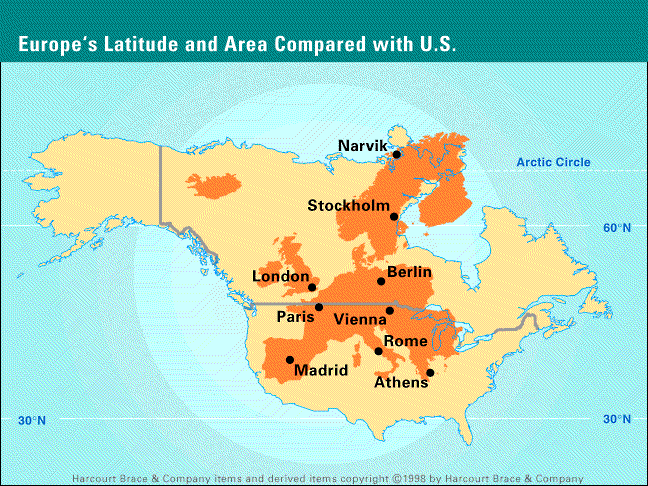 Europe's Latitude and Area Compared with U.S.
Narvik
Arctic Circle
Stockholm
60°N
London
Berlin
Paris
Vienna
Rome
Madrid
Athens
30°N
30°N
Harcourt Brace & Company items and derived items copyright ©1998 by Harcourt Brace & Company